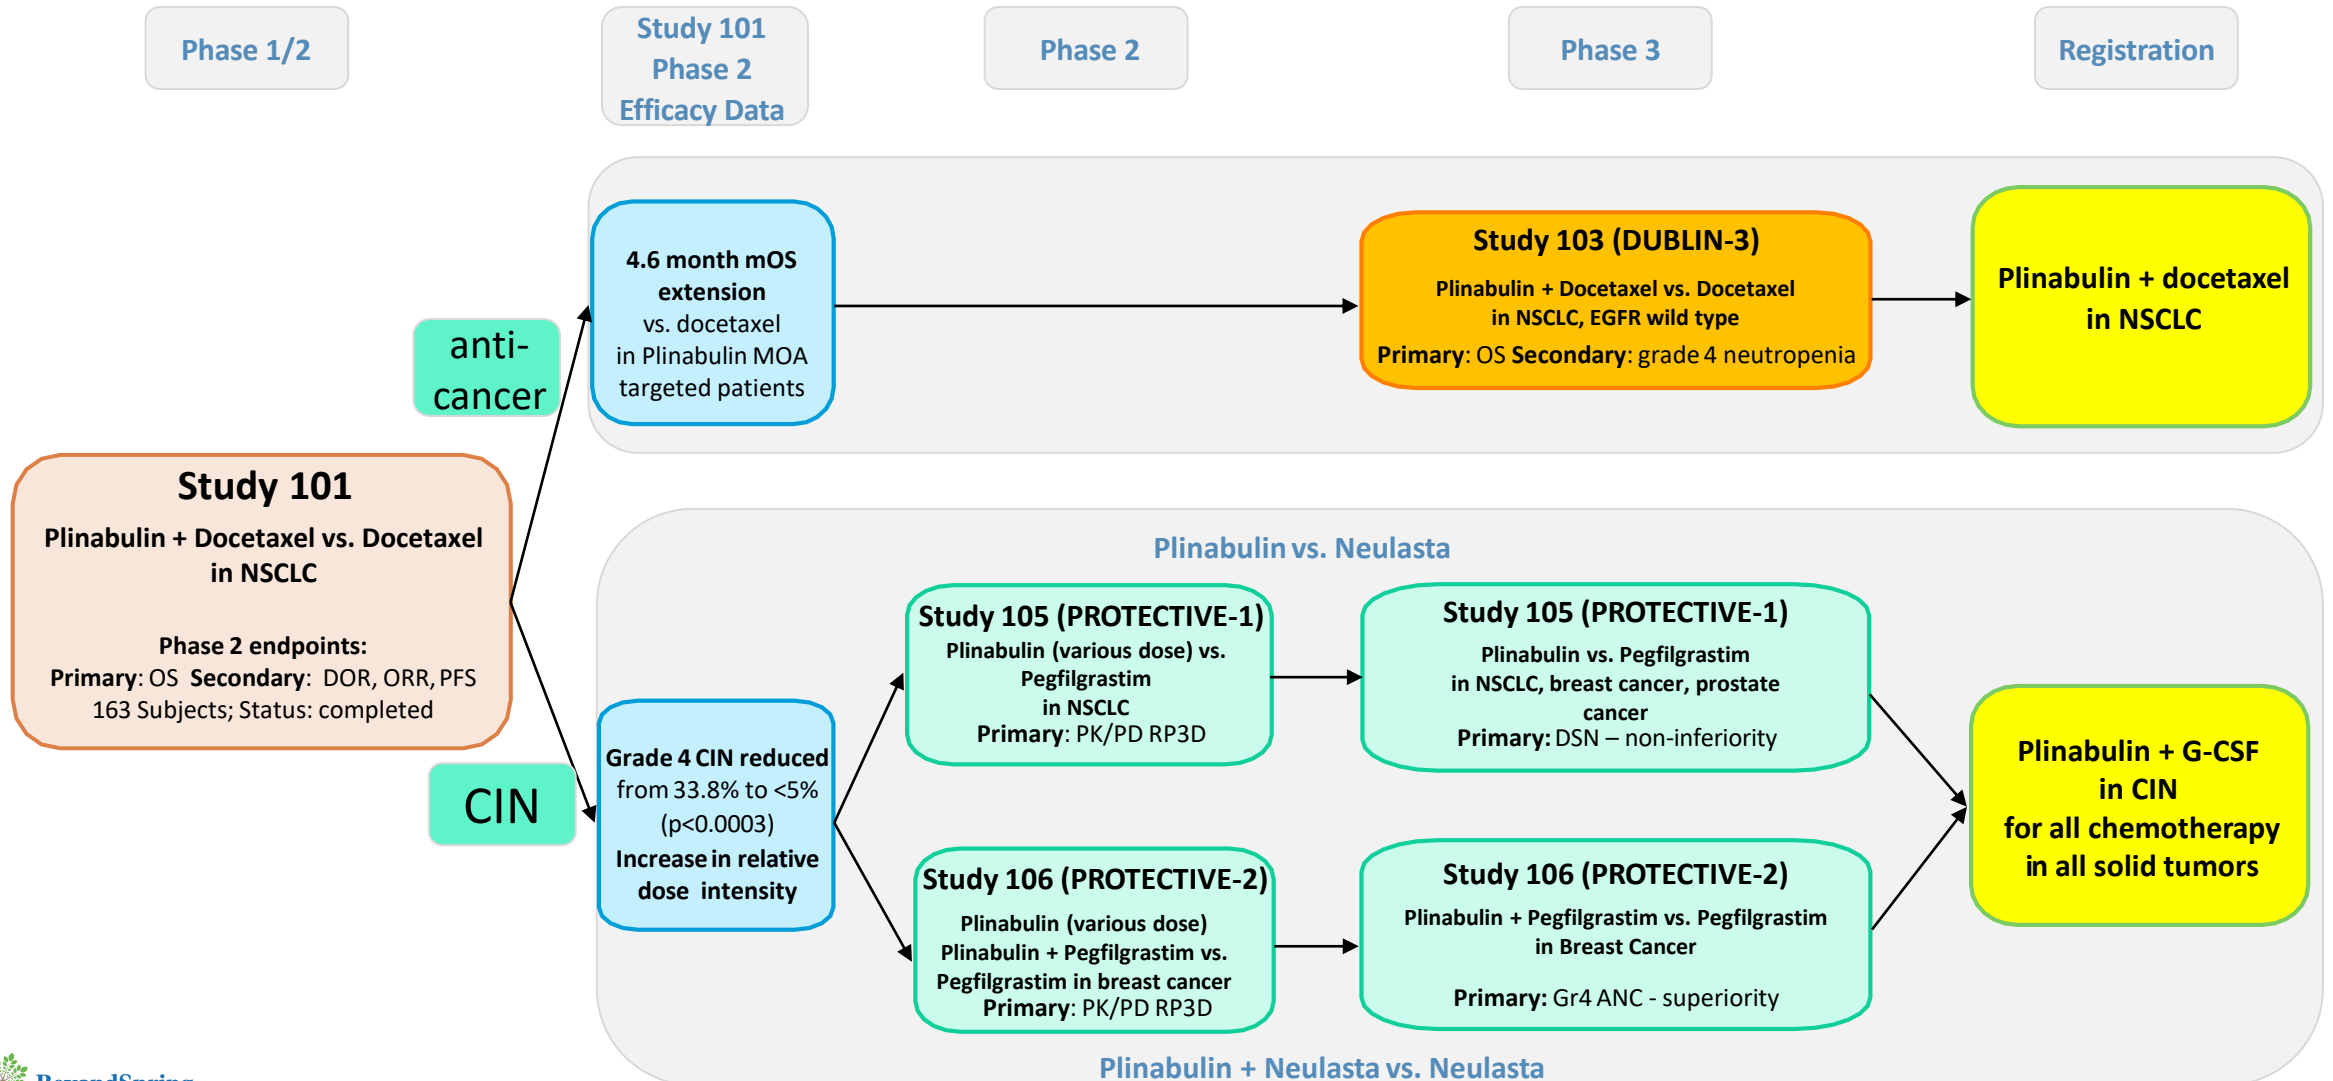 Phase 1/2
Study 101
Phase 2
Efficacy Data
Phase 2
Phase 3
Registration
anti-
cancer
4.6 month mOS
extension
vs. docetaxel
in Plinabulin MOA
targeted patients
Study 103 (DUBLIN-3)
Plinabulin + Docetaxel vs. Docetaxel
in NSCLC, EGFR wild type
Primary: OS Secondary: grade 4 neutropenia
Plinabulin + docetaxel
in NSCLC
Study 101
Plinabulin + Docetaxel vs. Docetaxel
in NSCLC
Phase 2 endpoints:
Primary: OS Secondary: DOR, ORR, PFS
163 Subjects; Status: completed
CIN
Grade 4 CIN reduced
from 33.8% to <5%
(p<0.0003)
Increase in relative
dose intensity
Plinabulin vs. Neulasta
Study 105 (PROTECTIVE-1)
Plinabulin (various dose) vs.
Pegfilgrastim
in NSCLC
Primary: PK/PD RP3D
Study 105 (PROTECTIVE-1)
Plinabulin vs. Pegfilgrastim
in NSCLC, breast cancer, prostate
cancer
Primary: DSN – non-inferiority
Study 106 (PROTECTIVE-2)
Plinabulin (various dose)
Plinabulin + Pegfilgrastim vs.
Pegfilgrastim in breast cancer
Primary: PK/PD RP3D
Study 106 (PROTECTIVE-2)
Plinabulin + Pegfilgrastim vs. Pegfilgrastim
in Breast Cancer
Primary: Gr4 ANC - superiority
Plinabulin + G-CSF
in CIN
for all chemotherapy
in all solid tumors
Plinabulin + Neulasta vs. Neulasta
BeyondSpring